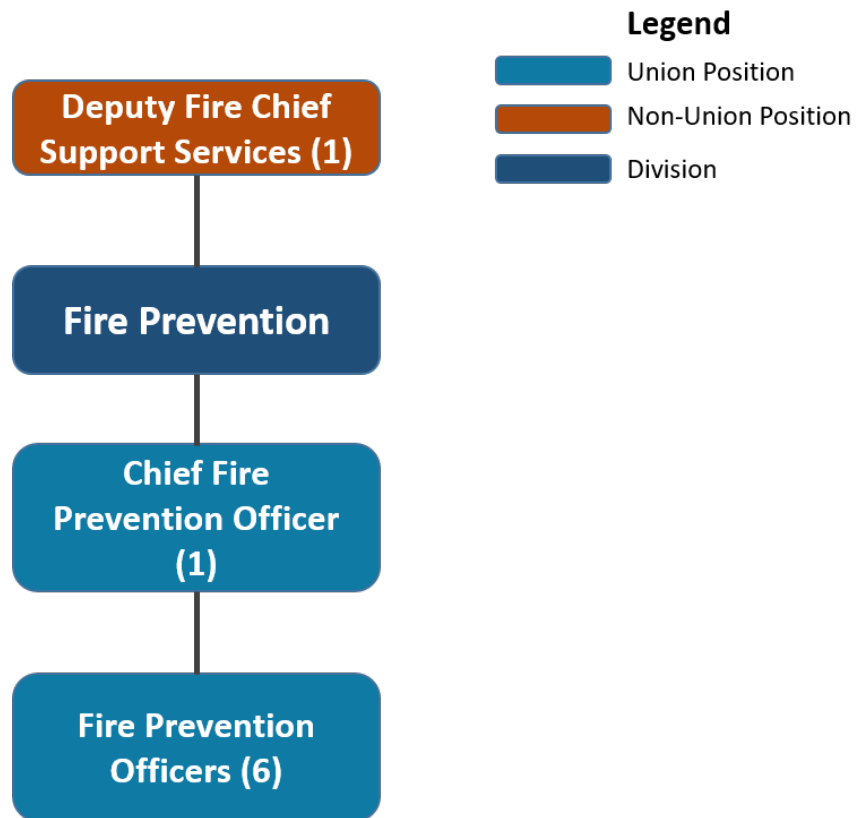 Legend
Union Position
Non-Union Position
Division
Deputy Fire Chief
Support Services (1)
Fire Prevention
Chief Fire
Prevention Officer
(1)
Fire Prevention
Officers (6)